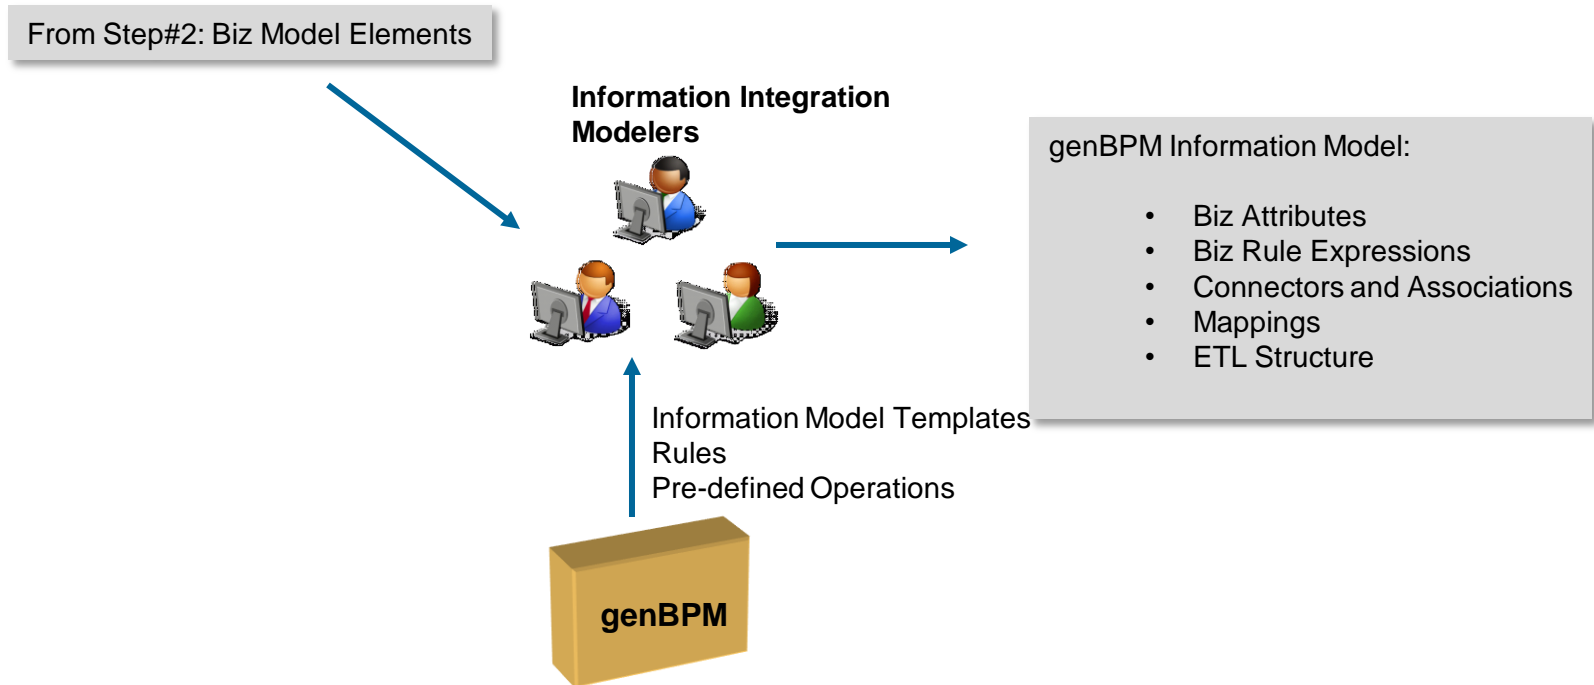 From Step#2: Biz Model Elements
Information Integration
Modelers
genBPM Information Model:
• Biz Attributes
• Biz Rule Expressions
• Connectors and Associations
• Mappings
• ETL Structure
Information Model Templates
Rules
Pre-defined Operations
genBPM